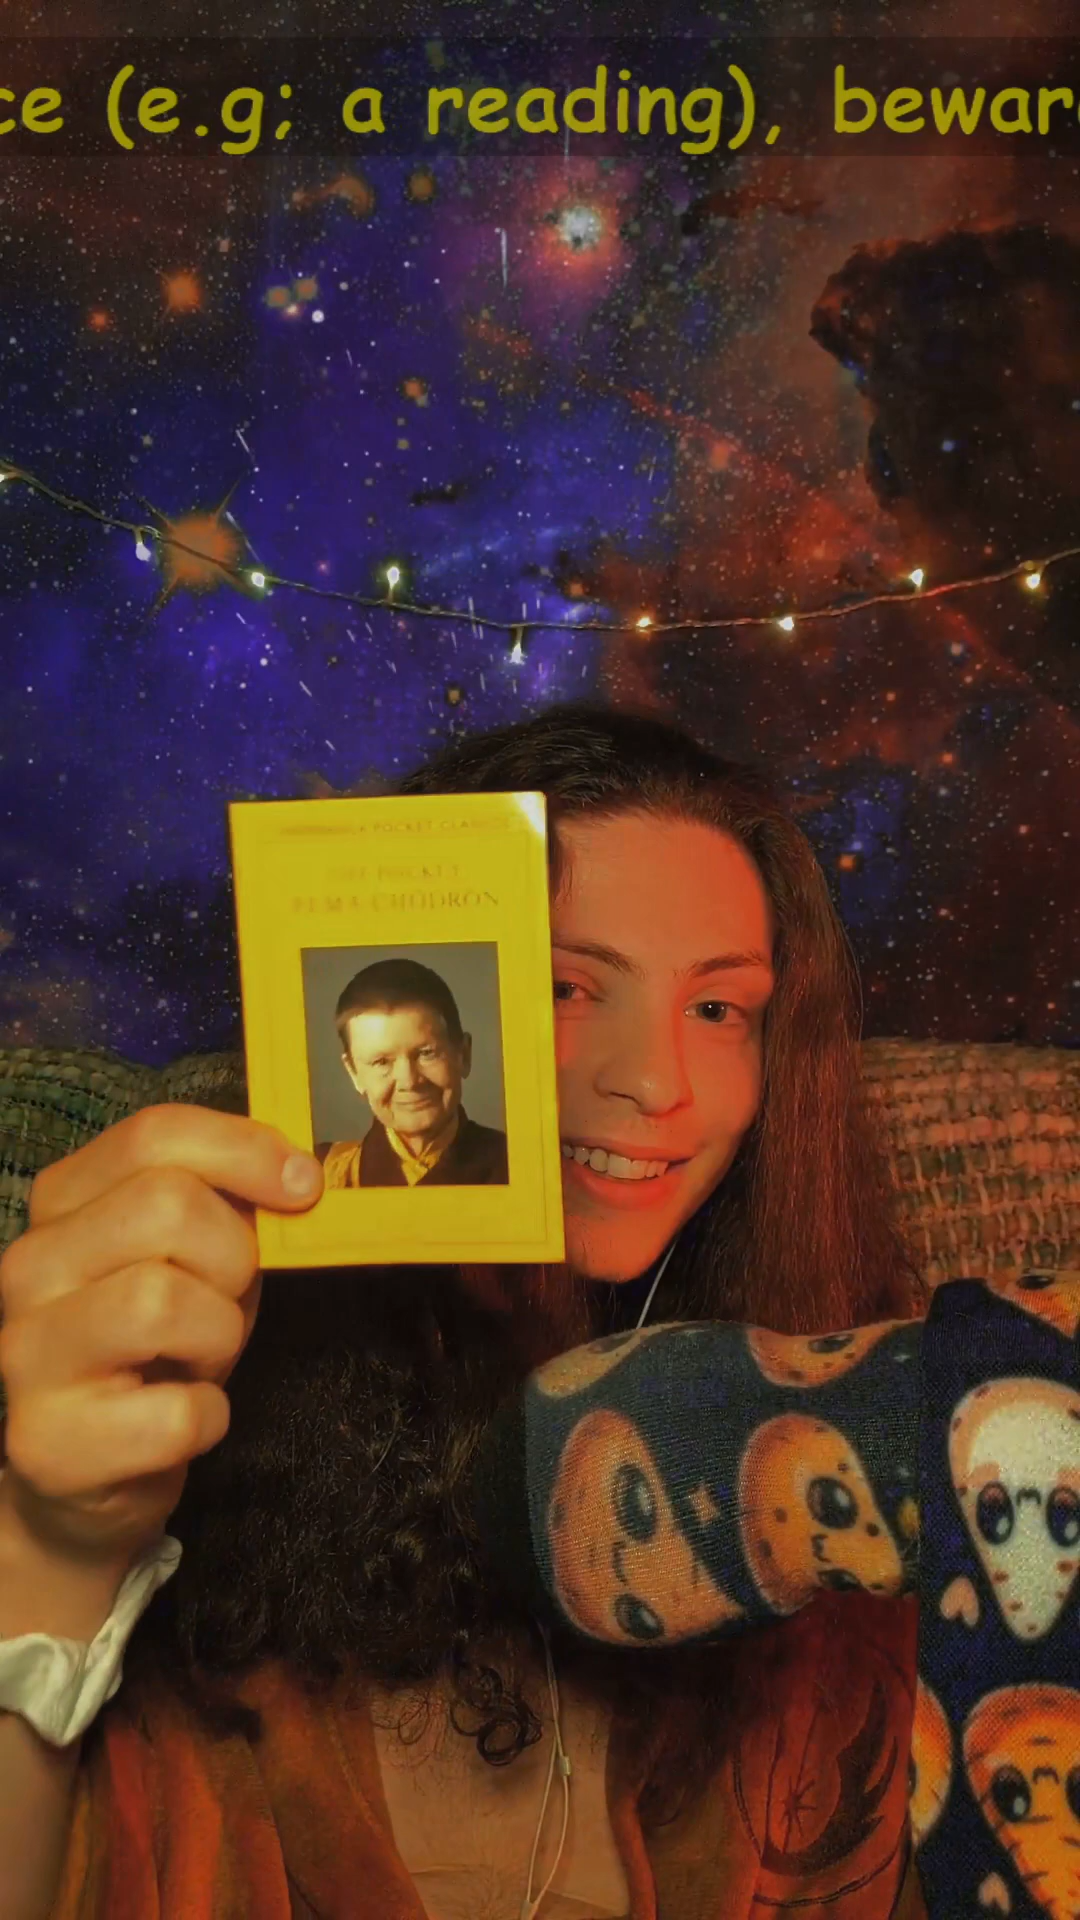 ce (e.g; a reading), bewar
POCKET CLASSICS
THE POCKET
PEMA CHÖDRÖN